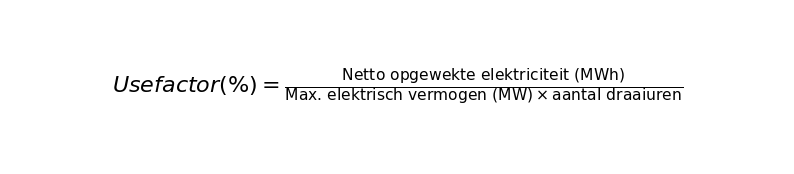 Usefactor(%) = Netto opgewekte elektriciteit (MWh)
Max. elektrisch vermogen (MW) × aantal draaiuren